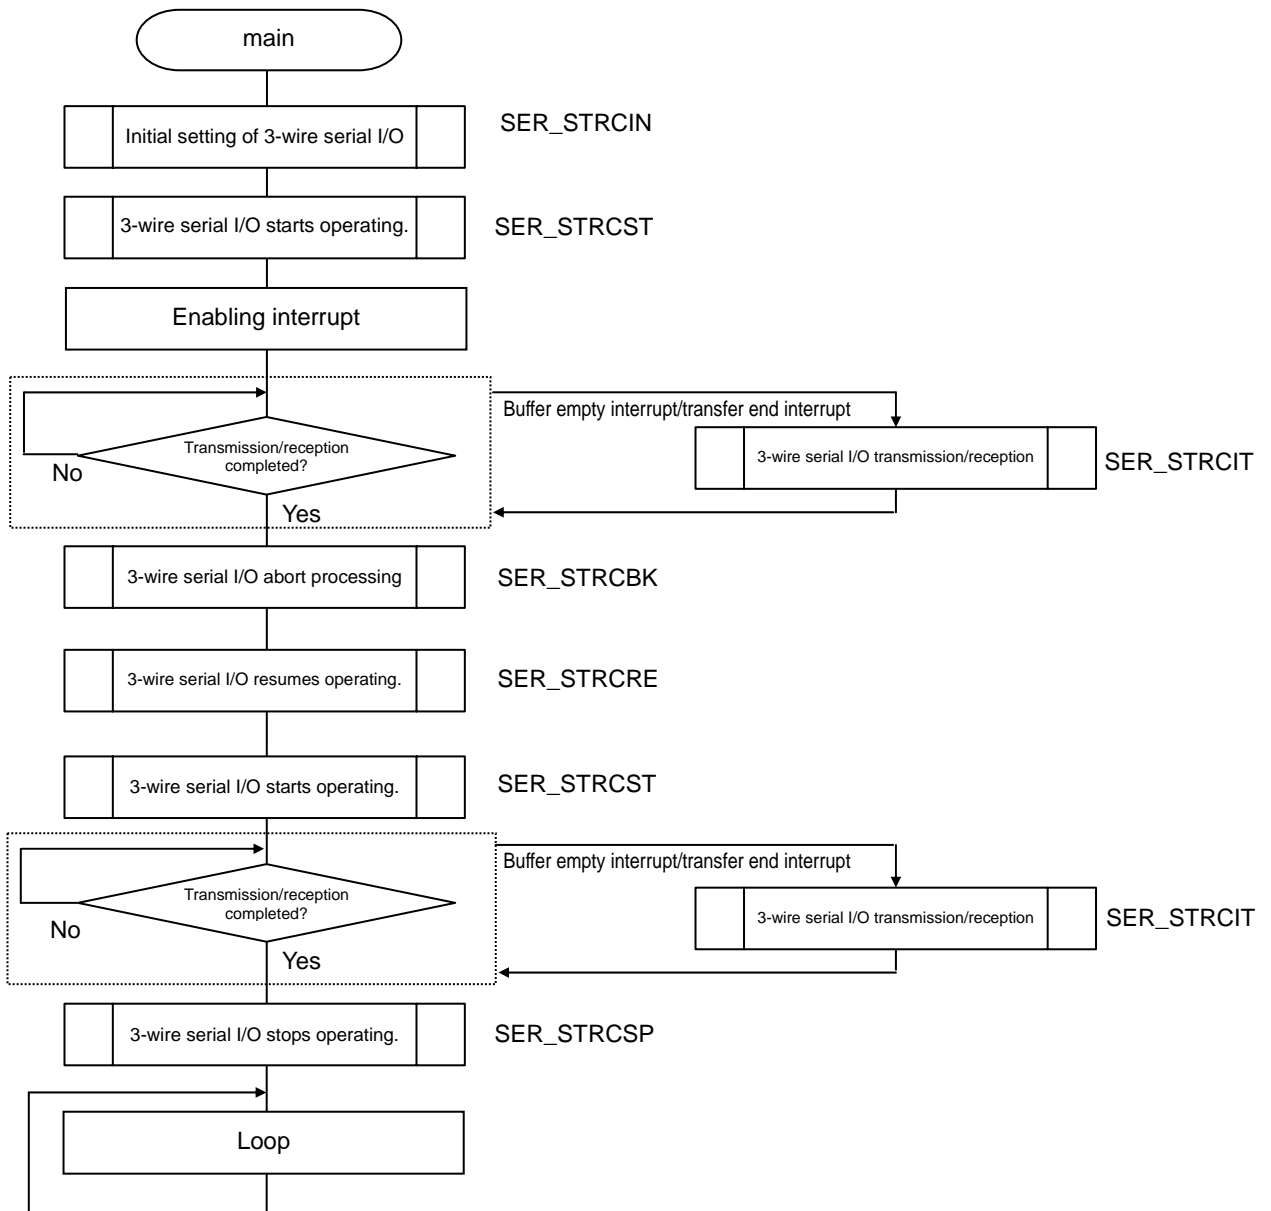 main
Initial setting of 3-wire serial I/O
SER_STRCIN
3-wire serial I/O starts operating.
SER_STRCST
Enabling interrupt
Buffer empty interrupt/transfer end interrupt
Transmission/reception
completed?
No
Yes
3-wire serial I/O transmission/reception
SER_STRCIT
3-wire serial I/O abort processing
SER_STRCBK
3-wire serial I/O resumes operating.
SER_STRCRE
3-wire serial I/O starts operating.
SER_STRCST
Buffer empty interrupt/transfer end interrupt
Transmission/reception
completed?
No
Yes
3-wire serial I/O transmission/reception
SER_STRCIT
3-wire serial I/O stops operating.
SER_STRCSP
Loop